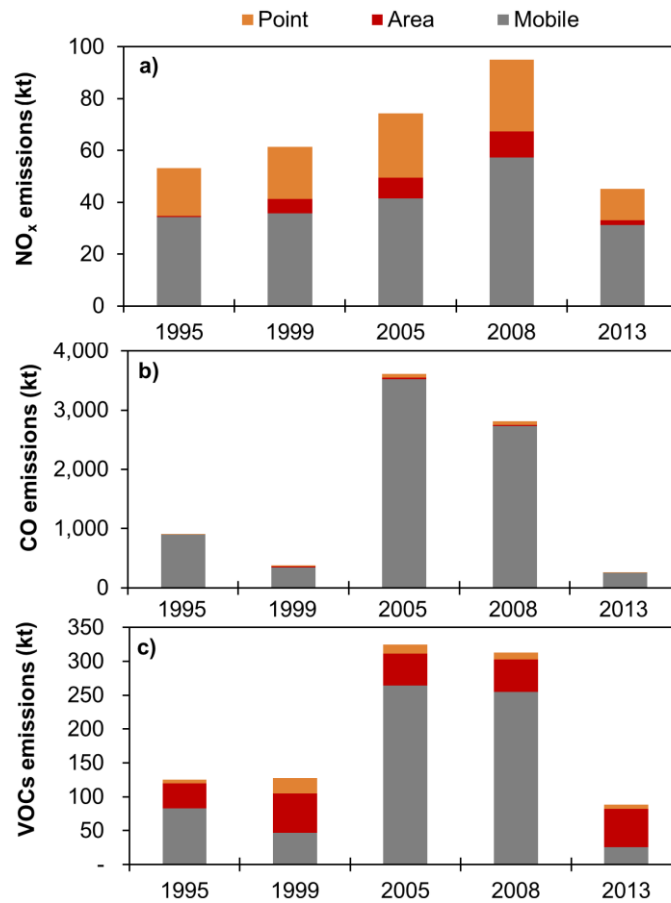 Point Area Mobile
a)
NOx emissions (kt)
100
80
60
40
20
0
1995 1999 2005 2008 2013
b)
CO emissions (kt)
4,000
3,000
2,000
1,000
0
1995 1999 2005 2008 2013
c)
VOCs emissions (kt)
350
300
250
200
150
100
50
-
1995 1999 2005 2008 2013